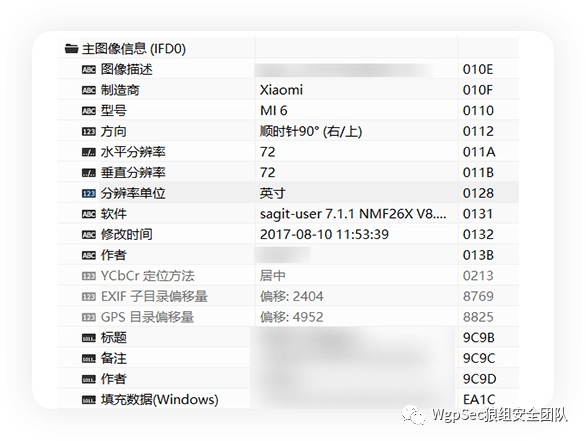 主图像信息 (IFD0)
ABC 图像描述 010E
ABC 制造商 Xiaomi 010F
ABC 型号 MI 6 0110
123 方向 顺时针90° (右/上) 0112
../.. 水平分辨率 72 011A
../.. 垂直分辨率 72 011B
123 分辨率单位 英寸 0128
ABC 软件 sagit-user 7.1.1 NMF26X V8.... 0131
ABC 修改时间 2017-08-10 11:53:39 0132
ABC 作者 013B
123 YCbCr 定位方法 居中 0213
123 EXIF 子目录偏移量 偏移: 2404 8769
123 GPS 目录偏移量 偏移: 4952 8825
1011.. 标题 9C9B
1011.. 备注 9C9C
1011.. 作者 9C9D
1011.. 填充数据(Windows) EA1C
WgpSec狼组安全团队